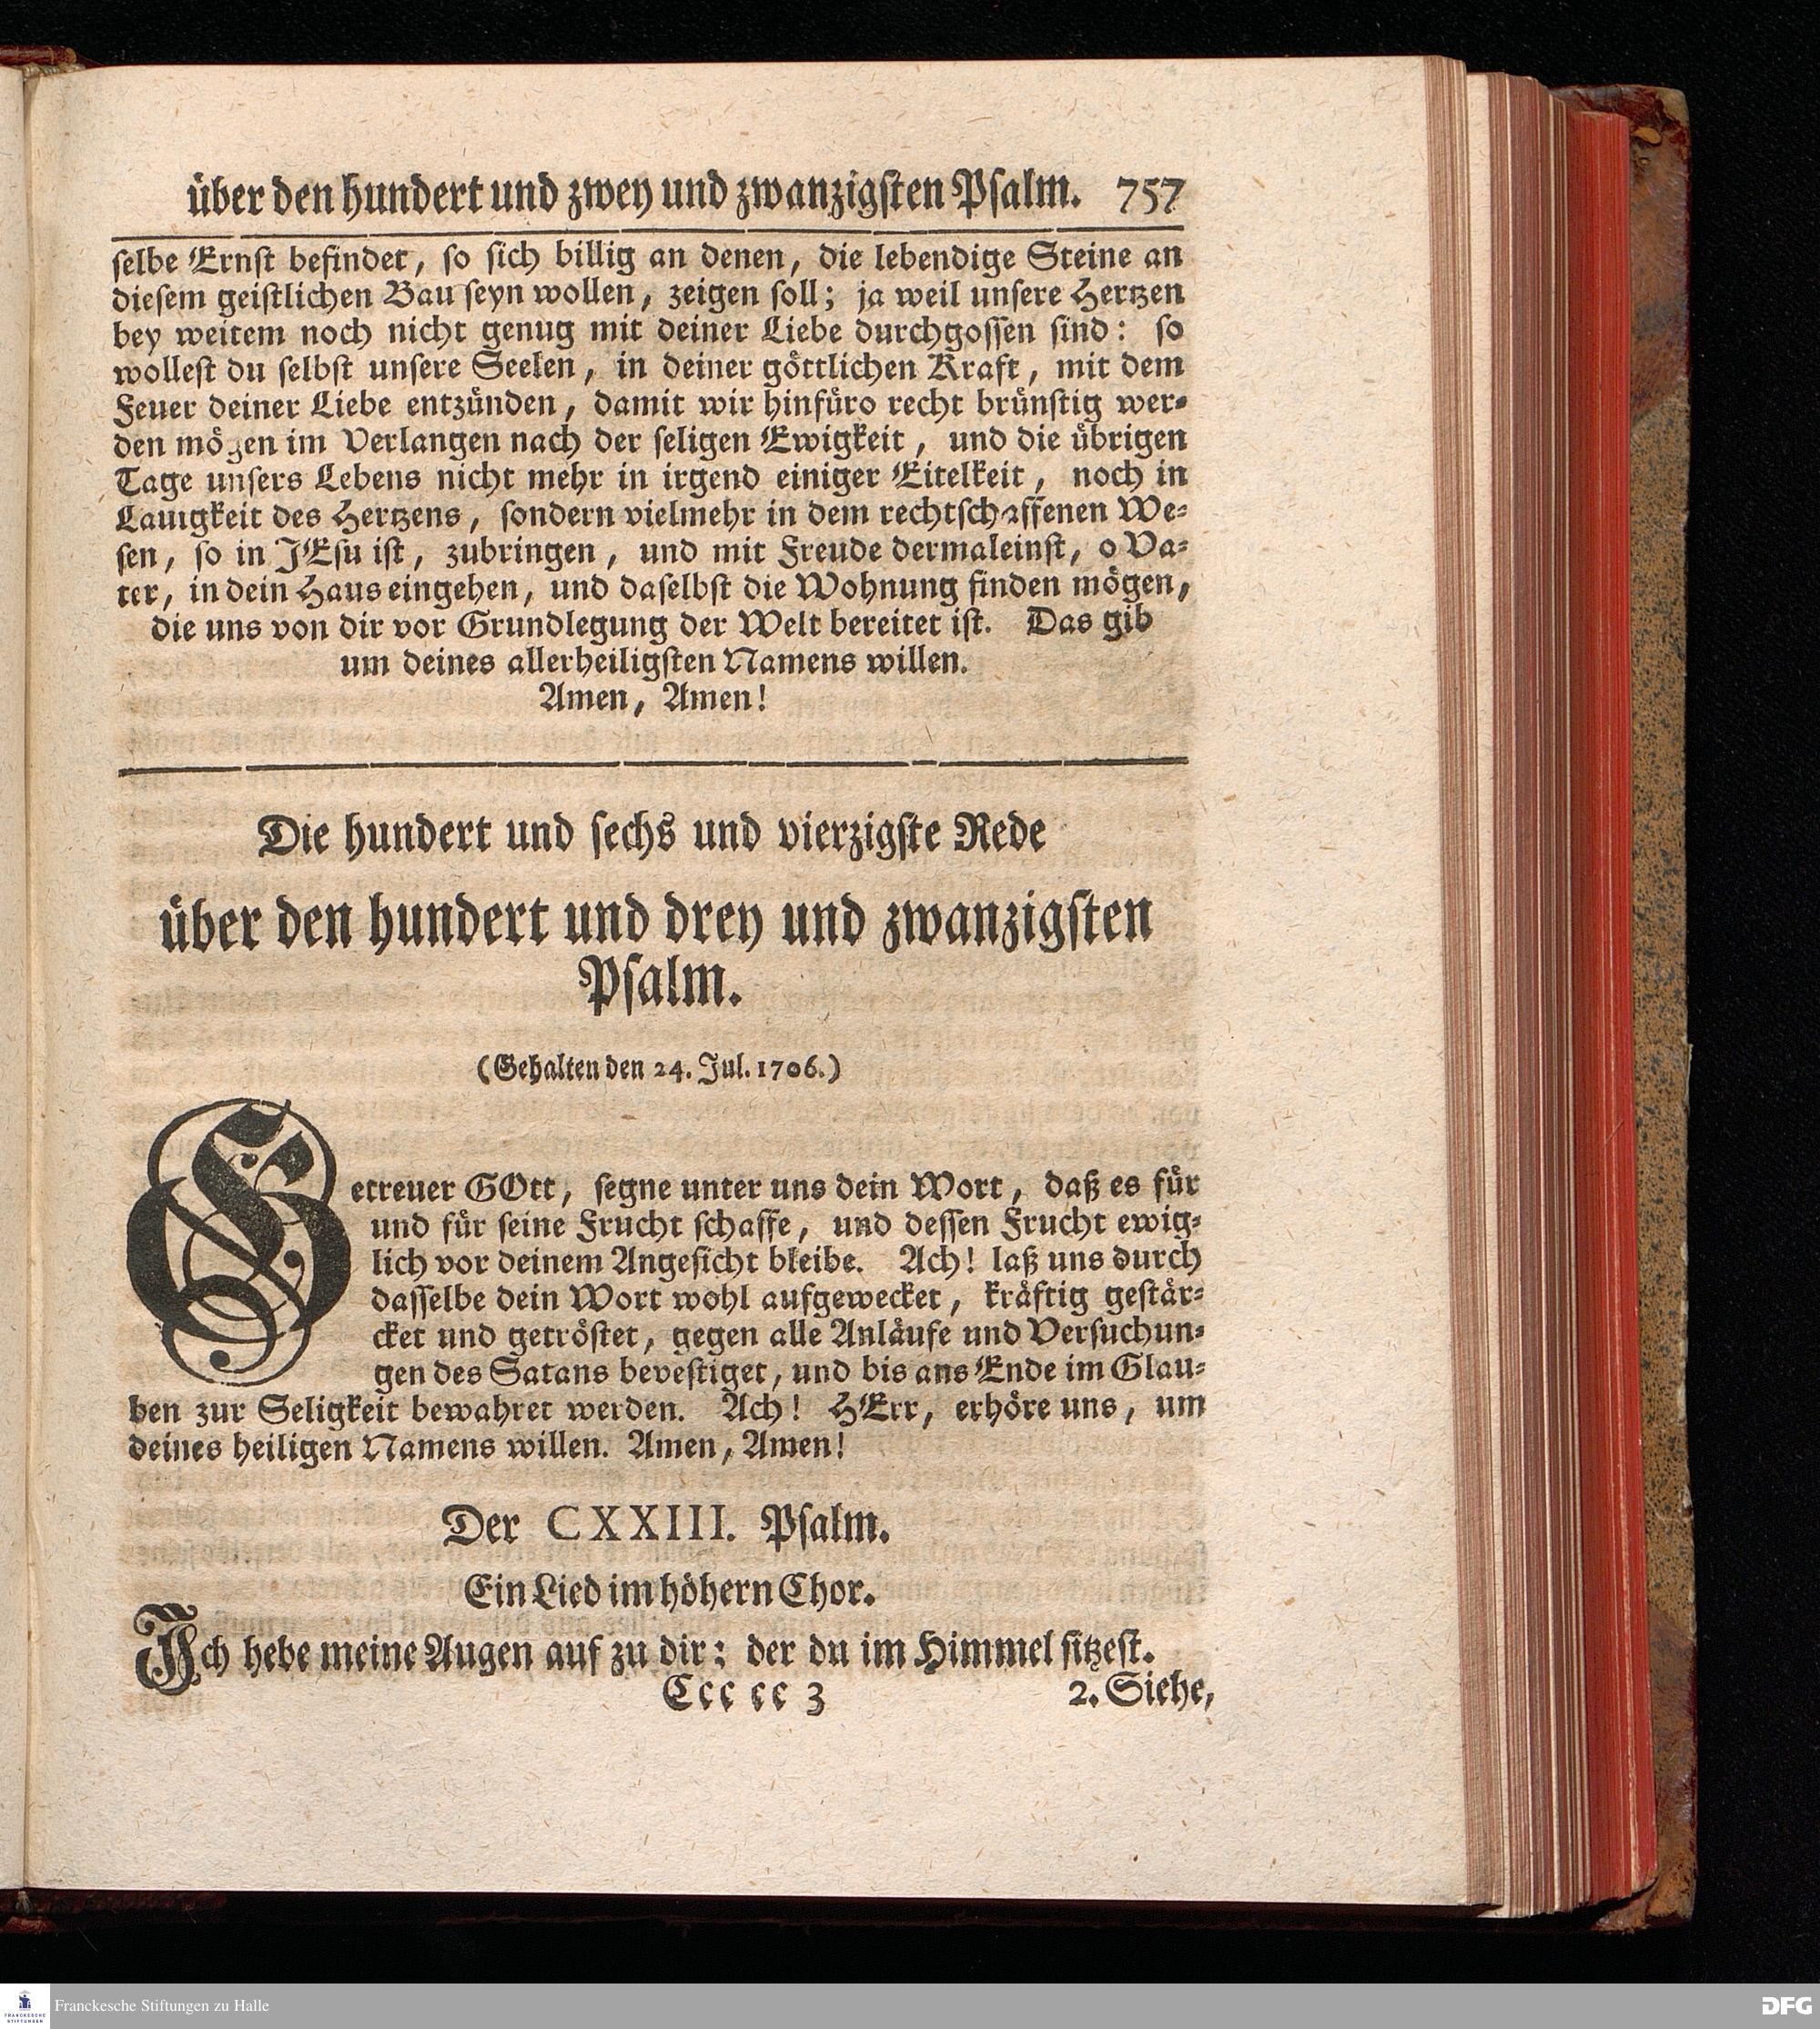 über den hundert und zwey und zwanzigsten Psalm. 757
selbe Ernst befindet, so sich billig an denen, die lebendige Steine an
diesem geistlichen Bau seyn wollen, zeigen soll; ja weil unsere Hertzen
bey weitem noch nicht genug mit deiner Liebe durchgossen sind: so
wollest du selbst unsere Seelen, in deiner göttlichen Kraft, mit dem
Feuer deiner Liebe entzünden, damit wir hinfüro recht brünstig wer-
den mögen im Verlangen nach der seligen Ewigkeit, und die übrigen
Tage unsers Lebens nicht mehr in irgend einiger Eitelkeit, noch in
Lauigkeit des Hertzens, sondern vielmehr in dem rechtschaffenen We-
sen, so in JEsu ist, zubringen, und mit Freude dermaleinst, o Va-
ter, in dein Haus eingehen, und daselbst die Wohnung finden mögen,
die uns von dir vor Grundlegung der Welt bereitet ist. Das gib
um deines allerheiligsten Namens willen.
Amen, Amen!
Die hundert und sechs und vierzigste Rede
über den hundert und drey und zwanzigsten
Psalm.
(Gehalten den 24. Jul. 1706.)
Getreuer GOtt, segne unter uns dein Wort, daß es für
und für seine Frucht schaffe, und dessen Frucht ewig-
lich vor deinem Angesicht bleibe. Ach! laß uns durch
dasselbe dein Wort wohl aufgewecket, kräftig gestär-
cket und getröstet, gegen alle Anläufe und Versuchun-
gen des Satans bevestiget, und bis ans Ende im Glau-
ben zur Seligkeit bewahret werden. Ach! HErr, erhöre uns, um
deines heiligen Namens willen. Amen, Amen!
Der CXXIII. Psalm.
Ein Lied im höhern Chor.
Ich hebe meine Augen auf zu dir; der du im Himmel sitzest.
Ccc cc 3 2. Siehe,
FRANCKESCHE STIFTUNGEN
Franckesche Stiftungen zu Halle
DFG